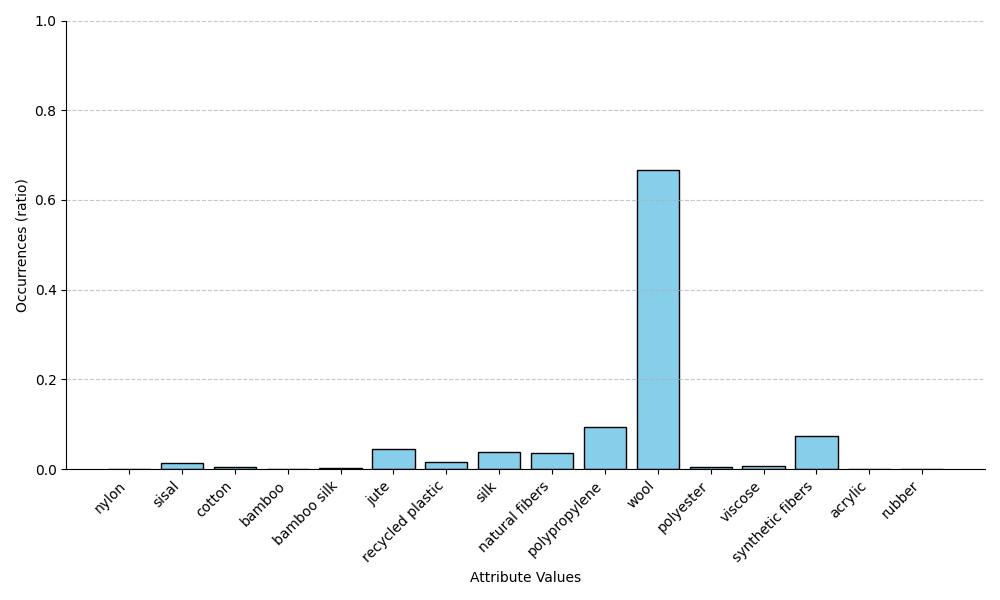 1.0
0.8
0.6
0.4
0.2
0.0
Occurrences (ratio)
nylon
sisal
cotton
bamboo
bamboo silk
jute
recycled plastic
silk
natural fibers
polypropylene
wool
polyester
viscose
synthetic fibers
acrylic
rubber
Attribute Values